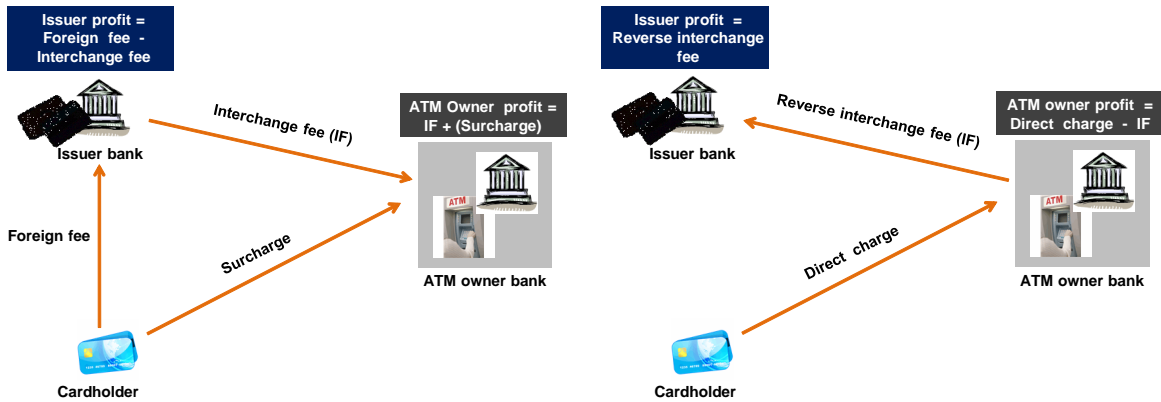 Issuer profit =
Foreign fee -
Interchange fee
Interchange fee (IF)
ATM Owner profit =
IF + (Surcharge)
Issuer bank
ATM
Foreign fee
Surcharge
ATM owner bank
Cardholder
Issuer profit =
Reverse interchange
fee
Reverse interchange fee (IF)
ATM owner profit =
Direct charge - IF
Issuer bank
ATM
Direct charge
ATM owner bank
Cardholder